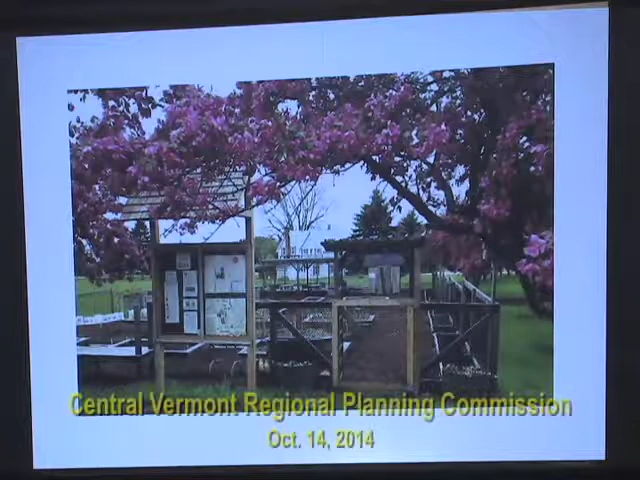 Central Vermont Regional Planning Commission
Oct. 14, 2014